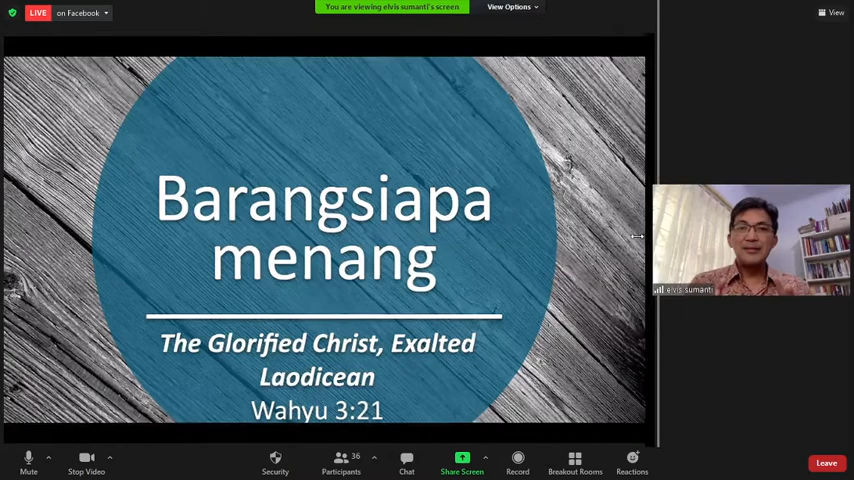 LIVE on Facebook
You are viewing elvis sumanti's screen
View Options
View
Barangsiapa
menang
The Glorified Christ, Exalted
Laodicean
Wahyu 3:21
elvis sumanti
Mute
Stop Video
Security
Participants
36
Chat
Share Screen
Record
Breakout Rooms
Reactions
Leave